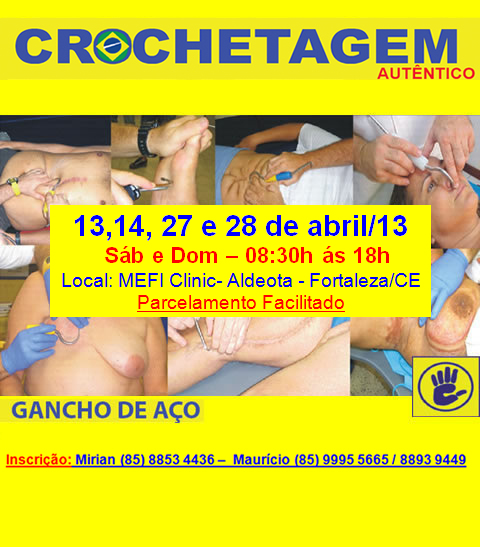 CROCHETAGEM
AUTÊNTICO
13,14, 27 e 28 de abril/13
Sáb e Dom – 08:30h ás 18h
Local: MEFI Clinic- Aldeota - Fortaleza/CE
Parcelamento Facilitado
GANCHO DE AÇO
Inscrição: Mirian (85) 8853 4436 – Maurício (85) 9995 5665 / 8893 9449